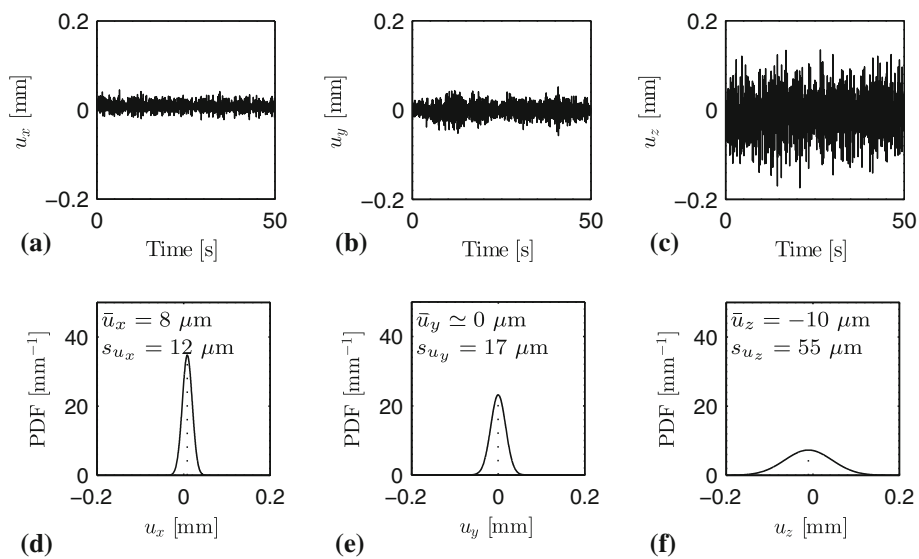 0.2
0
−0.2
u_x [mm]
0
50
Time [s]
(a)
0.2
0
−0.2
u_y [mm]
0
50
Time [s]
(b)
0.2
0
−0.2
u_z [mm]
0
50
Time [s]
(c)
40
20
0
PDF [mm⁻¹]
ū_x = 8 μm
s_{u_x} = 12 μm
−0.2
0
0.2
u_x [mm]
(d)
40
20
0
PDF [mm⁻¹]
ū_y ≃ 0 μm
s_{u_y} = 17 μm
−0.2
0
0.2
u_y [mm]
(e)
40
20
0
PDF [mm⁻¹]
ū_z = −10 μm
s_{u_z} = 55 μm
−0.2
0
0.2
u_z [mm]
(f)